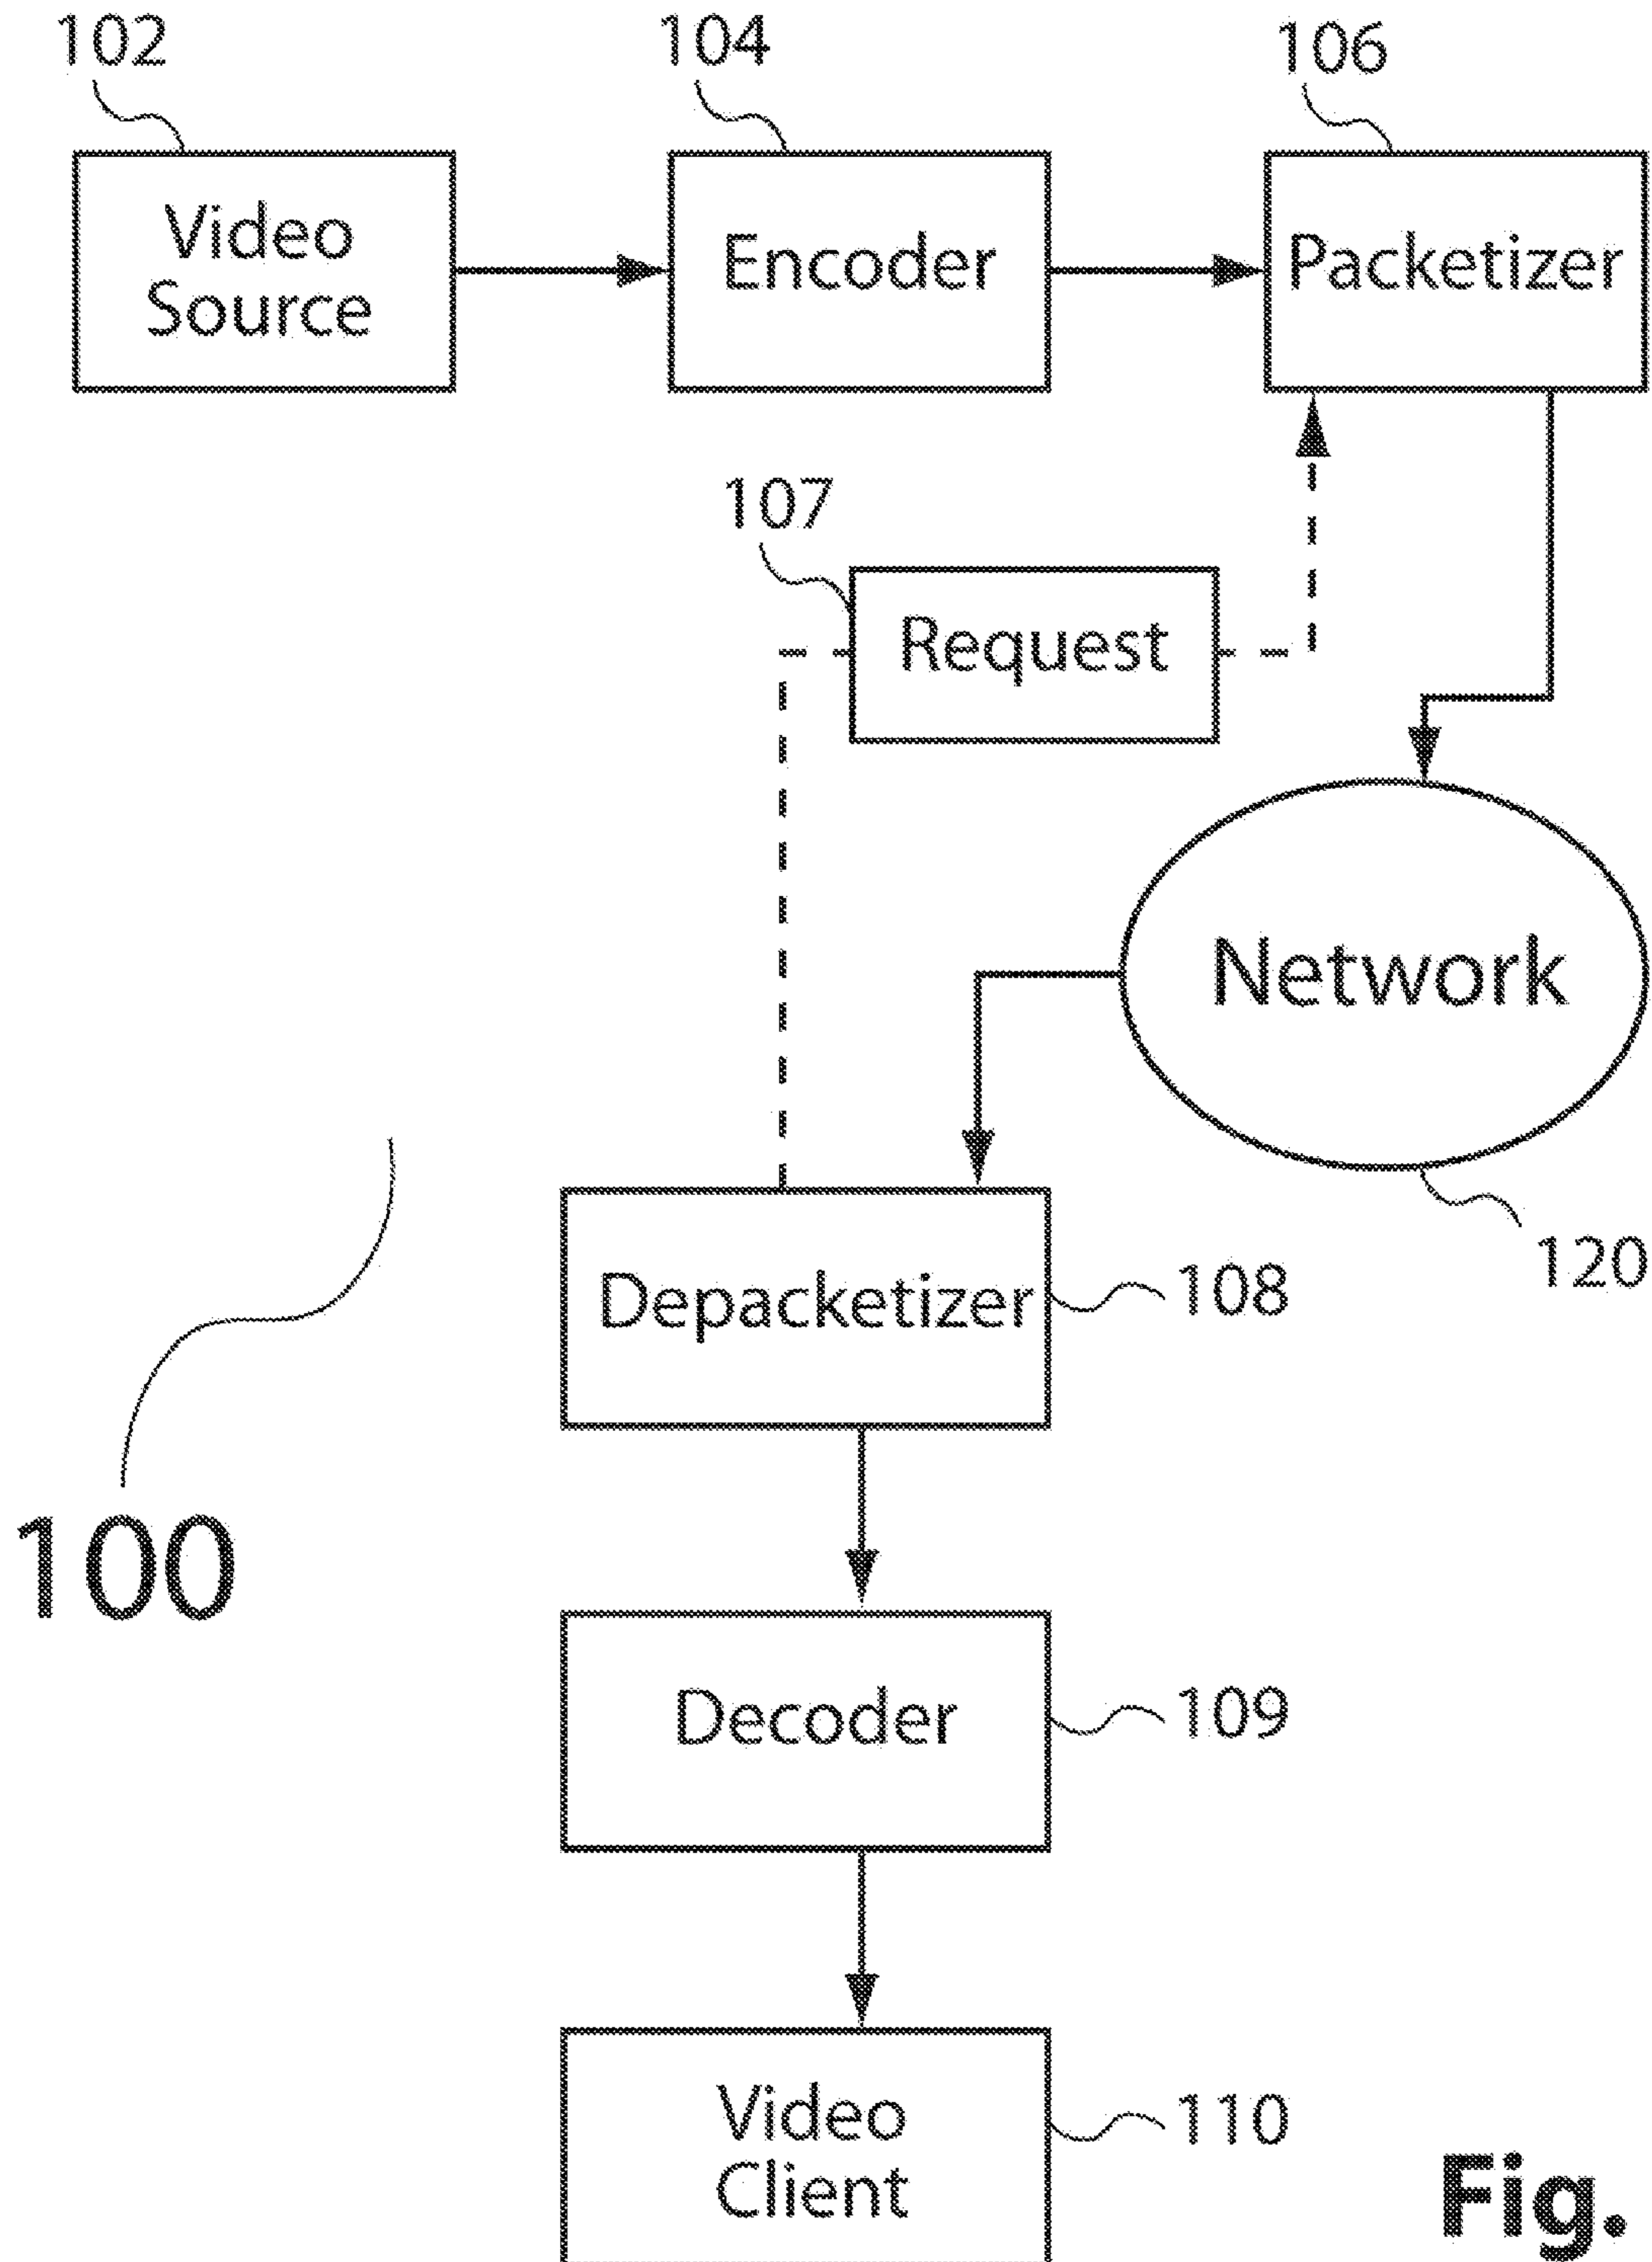 102
104
106
Video
Source
Encoder
Packetizer
107
Request
Network
120
Depacketizer
108
100
Decoder
109
Video
Client
110
Fig.